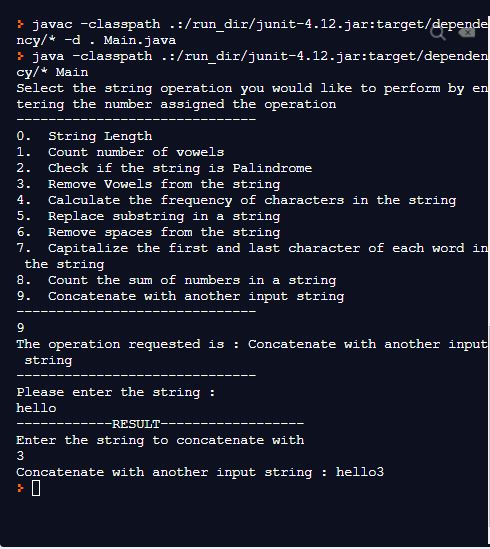 > javac -classpath .:/run_dir/junit-4.12.jar:target/depende
ncy/* -d . Main.java
> java -classpath .:/run_dir/junit-4.12.jar:target/dependen
cy/* Main
Select the string operation you would like to perform by en
tering the number assigned the operation
------------------------------
0.  String Length
1.  Count number of vowels
2.  Check if the string is Palindrome
3.  Remove Vowels from the string
4.  Calculate the frequency of characters in the string
5.  Replace substring in a string
6.  Remove spaces from the string
7.  Capitalize the first and last character of each word in
 the string
8.  Count the sum of numbers in a string
9.  Concatenate with another input string
------------------------------
9
The operation requested is : Concatenate with another input
 string
------------------------------
Please enter the string :
hello
------------RESULT------------------
Enter the string to concatenate with
3
Concatenate with another input string : hello3
>